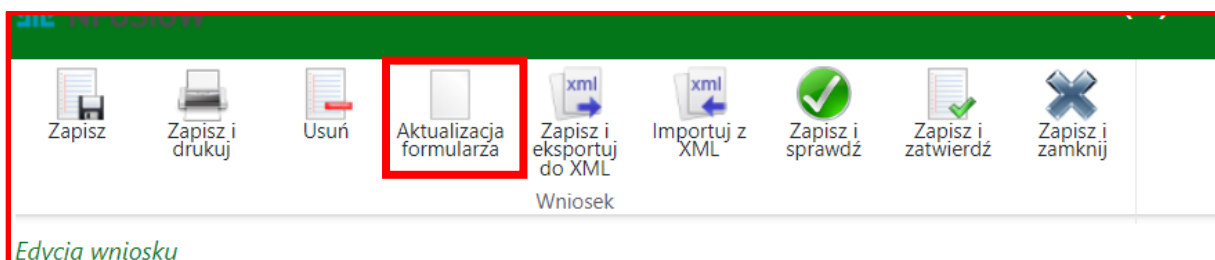 Zapisz
Zapisz i
drukuj
Usuń
Aktualizacja
formularza
xml
Zapisz i
eksportuj
do XML
xml
Importuj z
XML
Zapisz i
sprawdź
Zapisz i
zatwierdź
Zapisz i
zamknij
Wniosek
Edycja wniosku